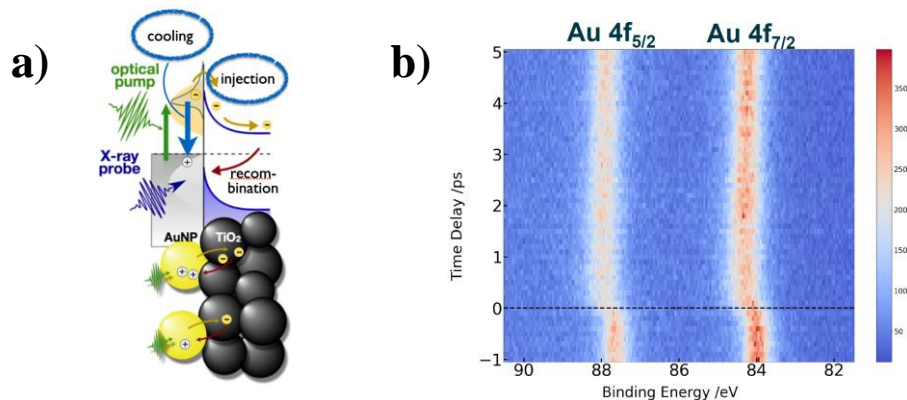 a)
cooling
optical
pump
injection
X-ray
probe
recom-
bination
AuNP
TiO₂
b)
Au 4f5/2 Au 4f7/2
Time Delay /ps
5
4
3
2
1
0
−1
90 88 86 84 82
Binding Energy /eV
350
300
250
200
150
100
50